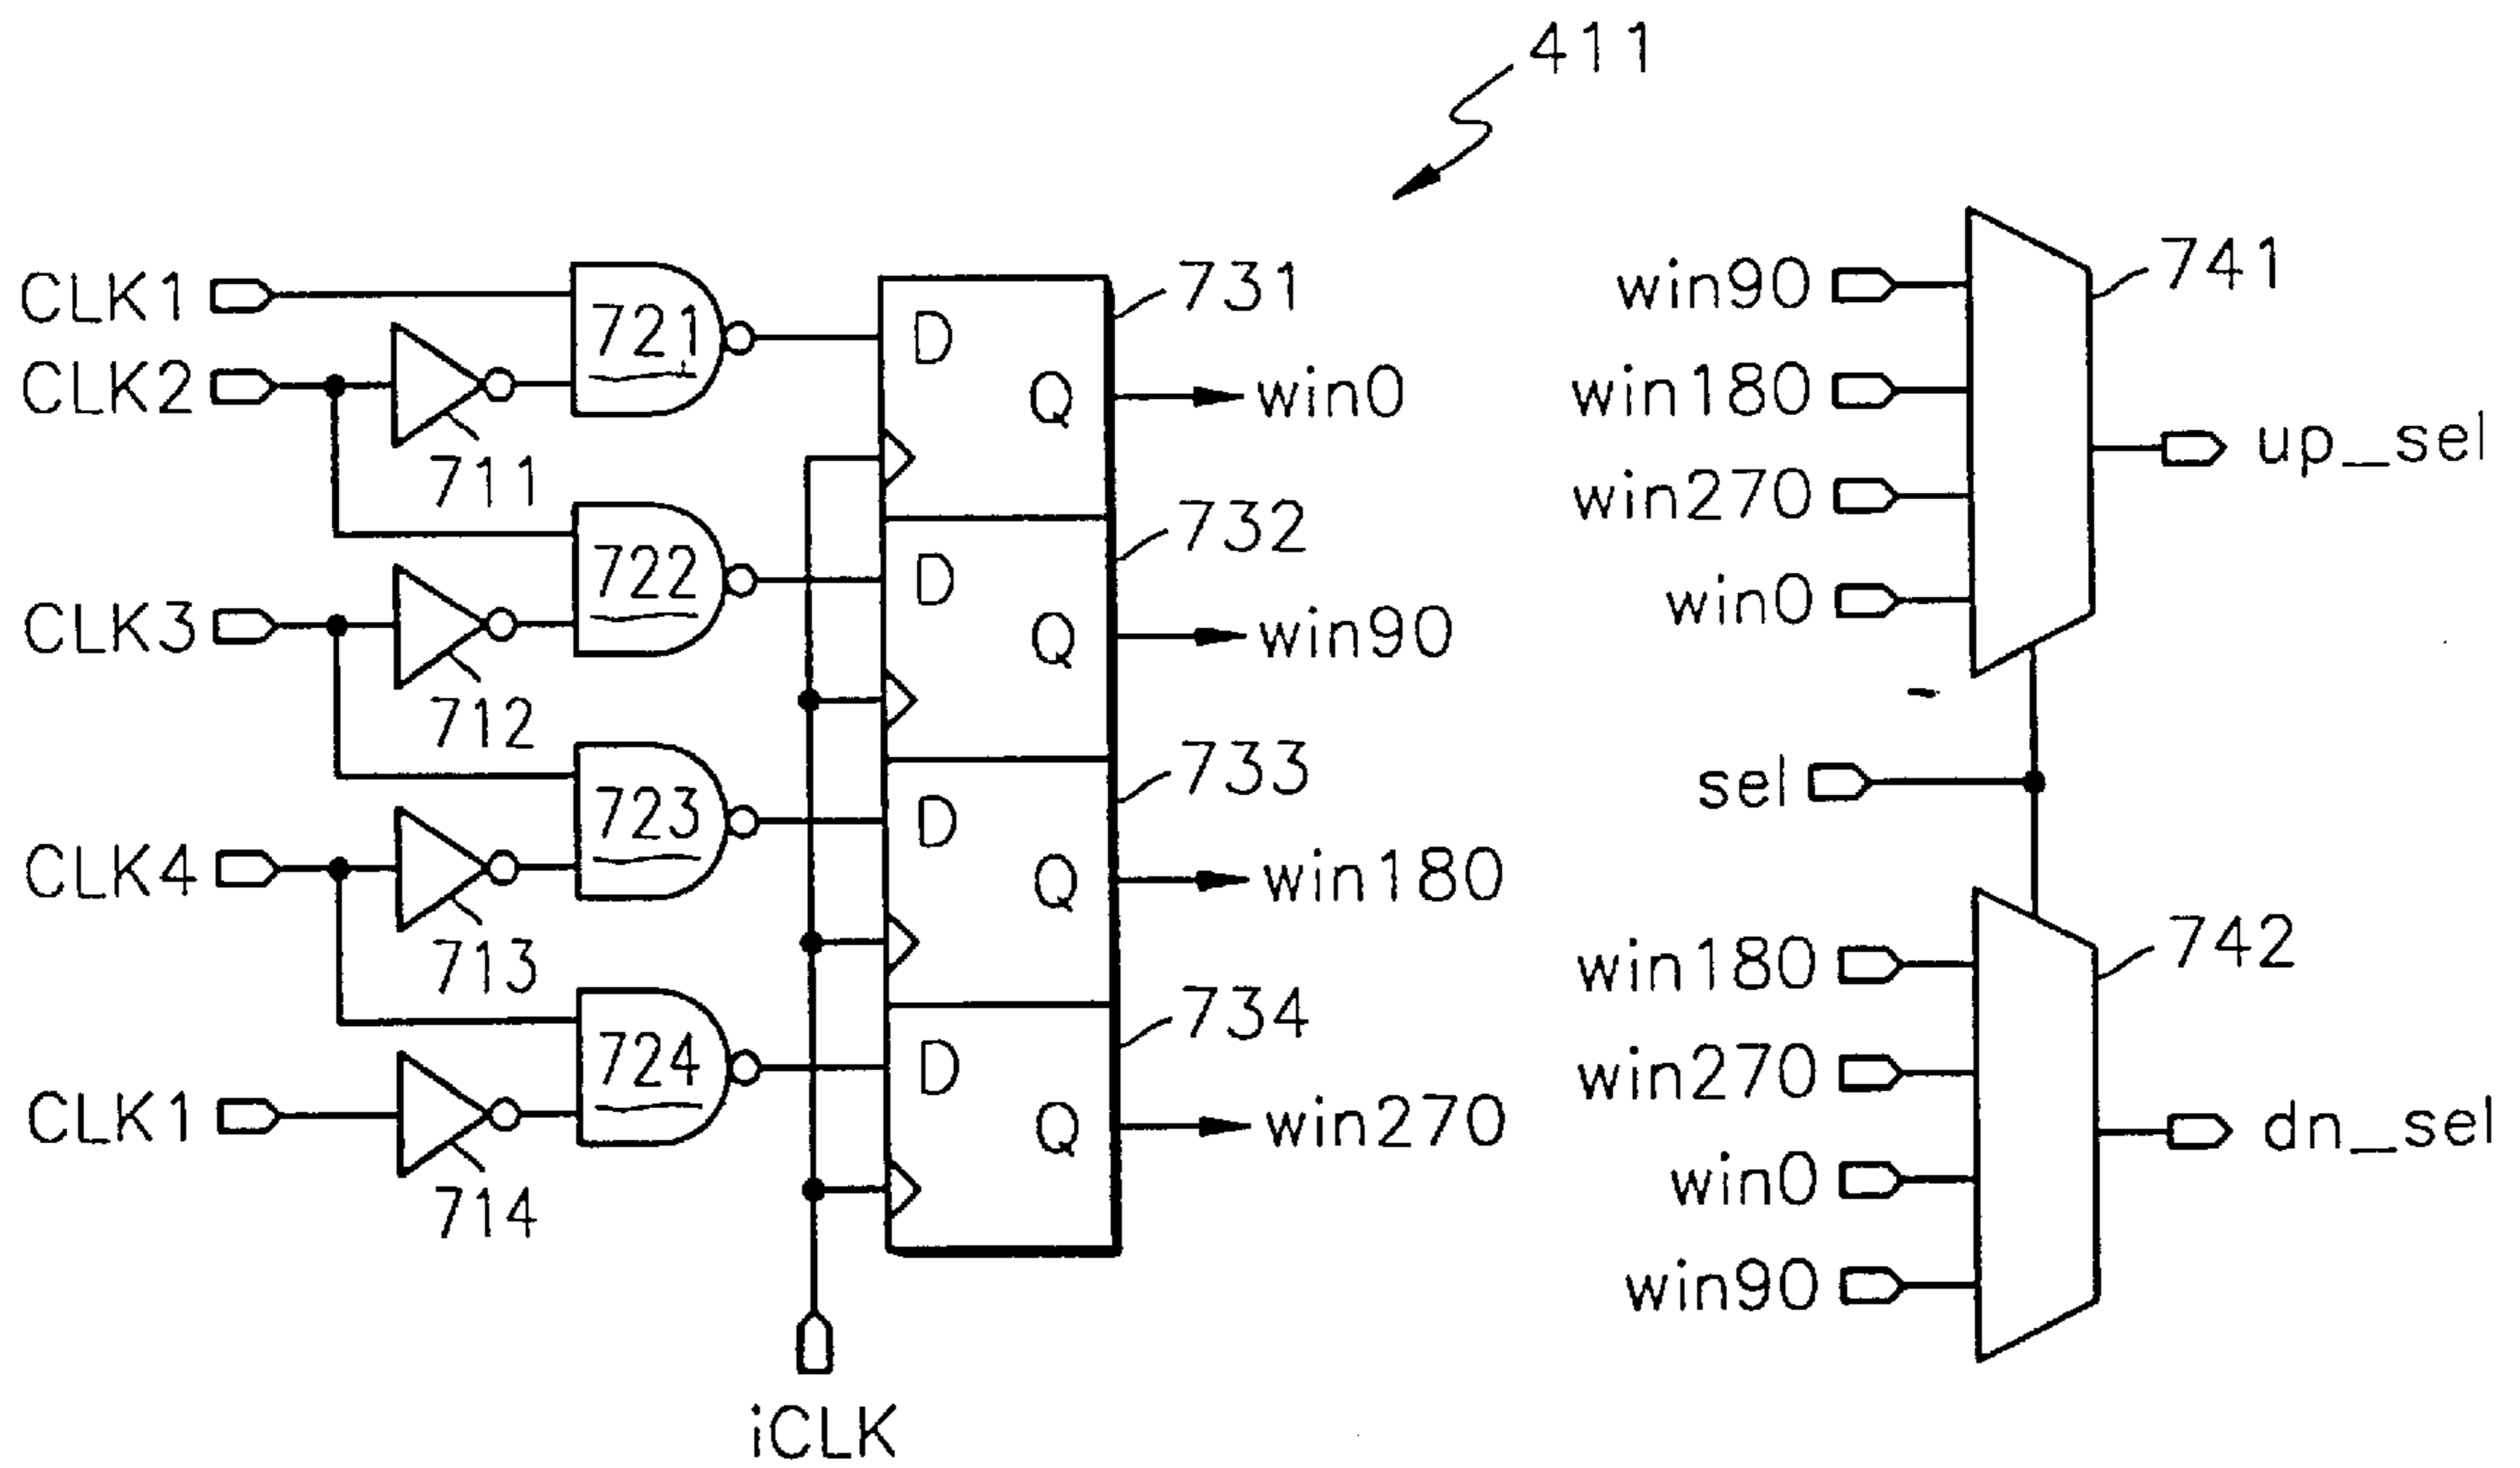 411
CLK1
CLK2
711
721
CLK3
712
722
CLK4
713
723
CLK1
714
724
D
Q
731
win0
D
Q
732
win90
D
Q
733
win180
D
Q
734
win270
iCLK
win90
win180
win270
win0
741
up_sel
sel
win180
win270
win0
win90
742
dn_sel